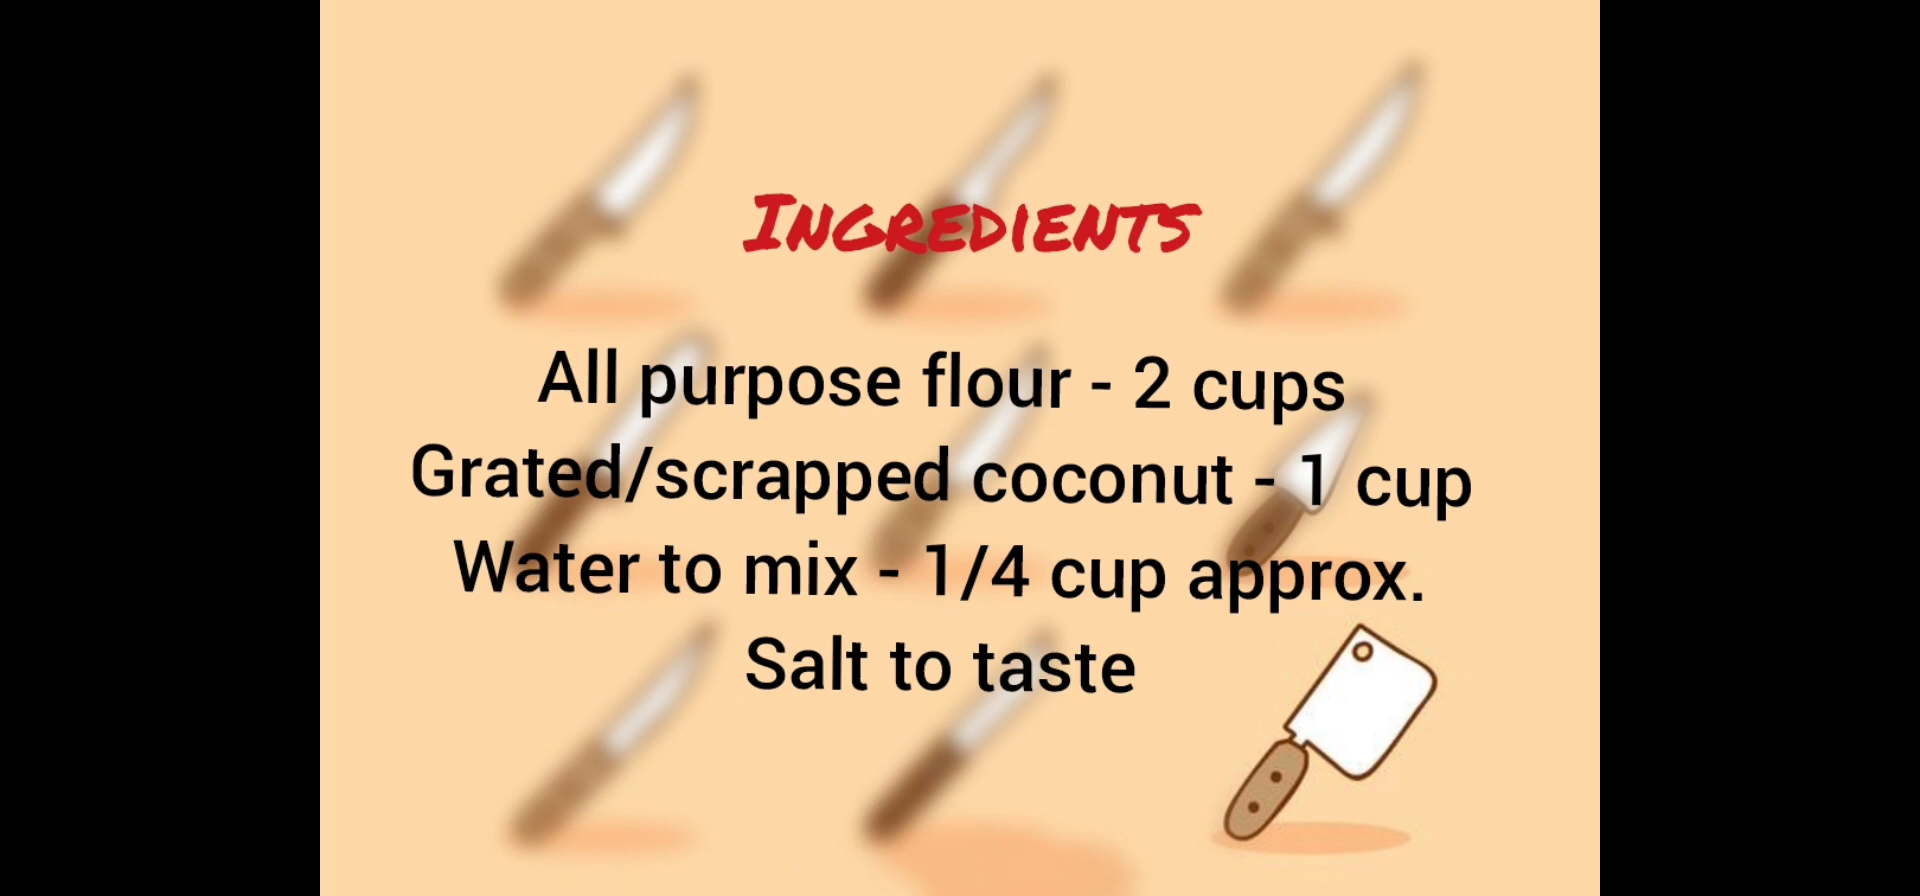 INGREDIENTS
All purpose flour - 2 cups
Grated/scrapped coconut - 1 cup
Water to mix - 1/4 cup approx.
Salt to taste